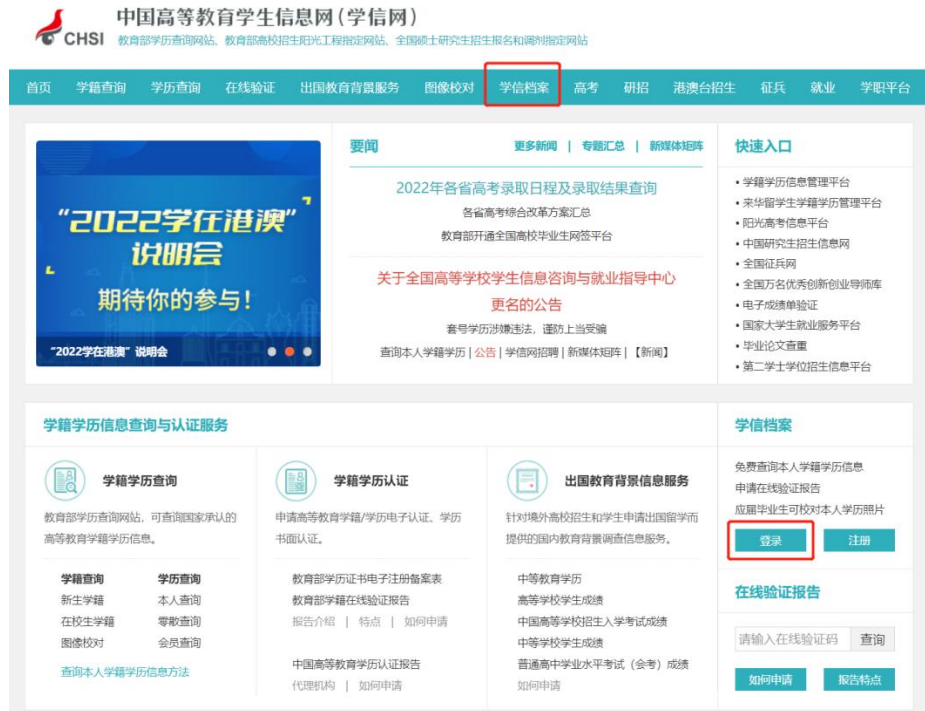 中国高等教育学生信息网(学信网)
CHSI 教育部学历查询网站、教育部高校招生阳光工程指定网站、全国硕士研究生招生报名和调剂指定网站
首页 学籍查询 学历查询 在线验证 出国教育背景服务 图像校对 学信档案 高考 研招 港澳台招生 征兵 就业 学职平台
“2022学在港澳”
说明会
期待你的参与!
“2022学在港澳”说明会
要闻 更多新闻 | 专题汇总 | 新媒体矩阵
2022年各省高考录取日程及录取结果查询
各省高考综合改革方案汇总
教育部开通全国高校毕业生网签平台
关于全国高等学校学生信息咨询与就业指导中心
更名的公告
套号学历涉嫌违法,谨防上当受骗
查询本人学籍学历 | 公告 | 学信网招聘 | 新媒体矩阵 | 【新闻】
快速入口
• 学籍学历信息管理平台
• 来华留学生学籍学历管理平台
• 阳光高考信息平台
• 中国研究生招生信息网
• 全国征兵网
• 全国万名优秀创新创业导师库
• 电子成绩单验证
• 国家大学生就业服务平台
• 毕业论文查重
• 第二学士学位招生信息平台
学籍学历信息查询与认证服务
学籍学历查询
教育部学历查询网站,可查询国家承认的
高等教育学籍学历信息。
学籍查询 学历查询
新生学籍 本人查询
在校生学籍 零散查询
图像校对 会员查询
查询本人学籍学历信息方法
学籍学历认证
申请高等教育学籍/学历电子认证、学历
书面认证。
教育部学历证书电子注册备案表
教育部学籍在线验证报告
报告介绍 | 特点 | 如何申请
中国高等教育学历认证报告
代理机构 | 如何申请
出国教育背景信息服务
针对境外高校招生和学生申请出国留学而
提供的国内教育背景调查信息服务。
中等教育学历
高等学校学生成绩
中国高等学校招生入学考试成绩
中等学校学生成绩
普通高中学业水平考试(会考)成绩
如何申请
学信档案
免费查询本人学籍学历信息
申请在线验证报告
应届毕业生可校对本人学历照片
登录 注册
在线验证报告
请输入在线验证码 查询
如何申请 报告特点